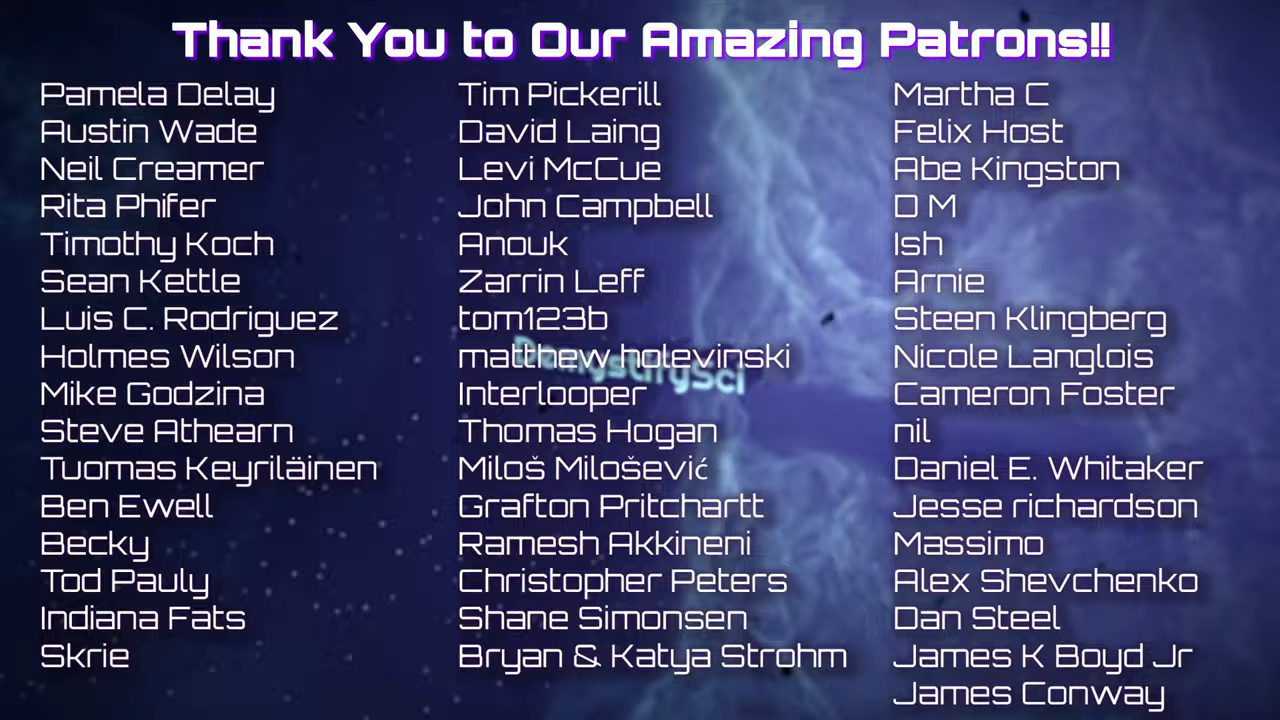 Thank You to Our Amazing Patrons!!
Pamela Delay
Austin Wade
Neil Creamer
Rita Phifer
Timothy Koch
Sean Kettle
Luis C. Rodriguez
Holmes Wilson
Mike Godzina
Steve Athearn
Tuomas Keyriläinen
Ben Ewell
Becky
Tod Pauly
Indiana Fats
Skrie
Tim Pickerill
David Laing
Levi McCue
John Campbell
Anouk
Zarrin Leff
tom123b
matthew holevinski
DemystifySci
Interlooper
Thomas Hogan
Miloš Milošević
Grafton Pritchartt
Ramesh Akkineni
Christopher Peters
Shane Simonsen
Bryan & Katya Strohm
Martha C
Felix Host
Abe Kingston
D M
Ish
Arnie
Steen Klingberg
Nicole Langlois
Cameron Foster
nil
Daniel E. Whitaker
Jesse richardson
Massimo
Alex Shevchenko
Dan Steel
James K Boyd Jr
James Conway